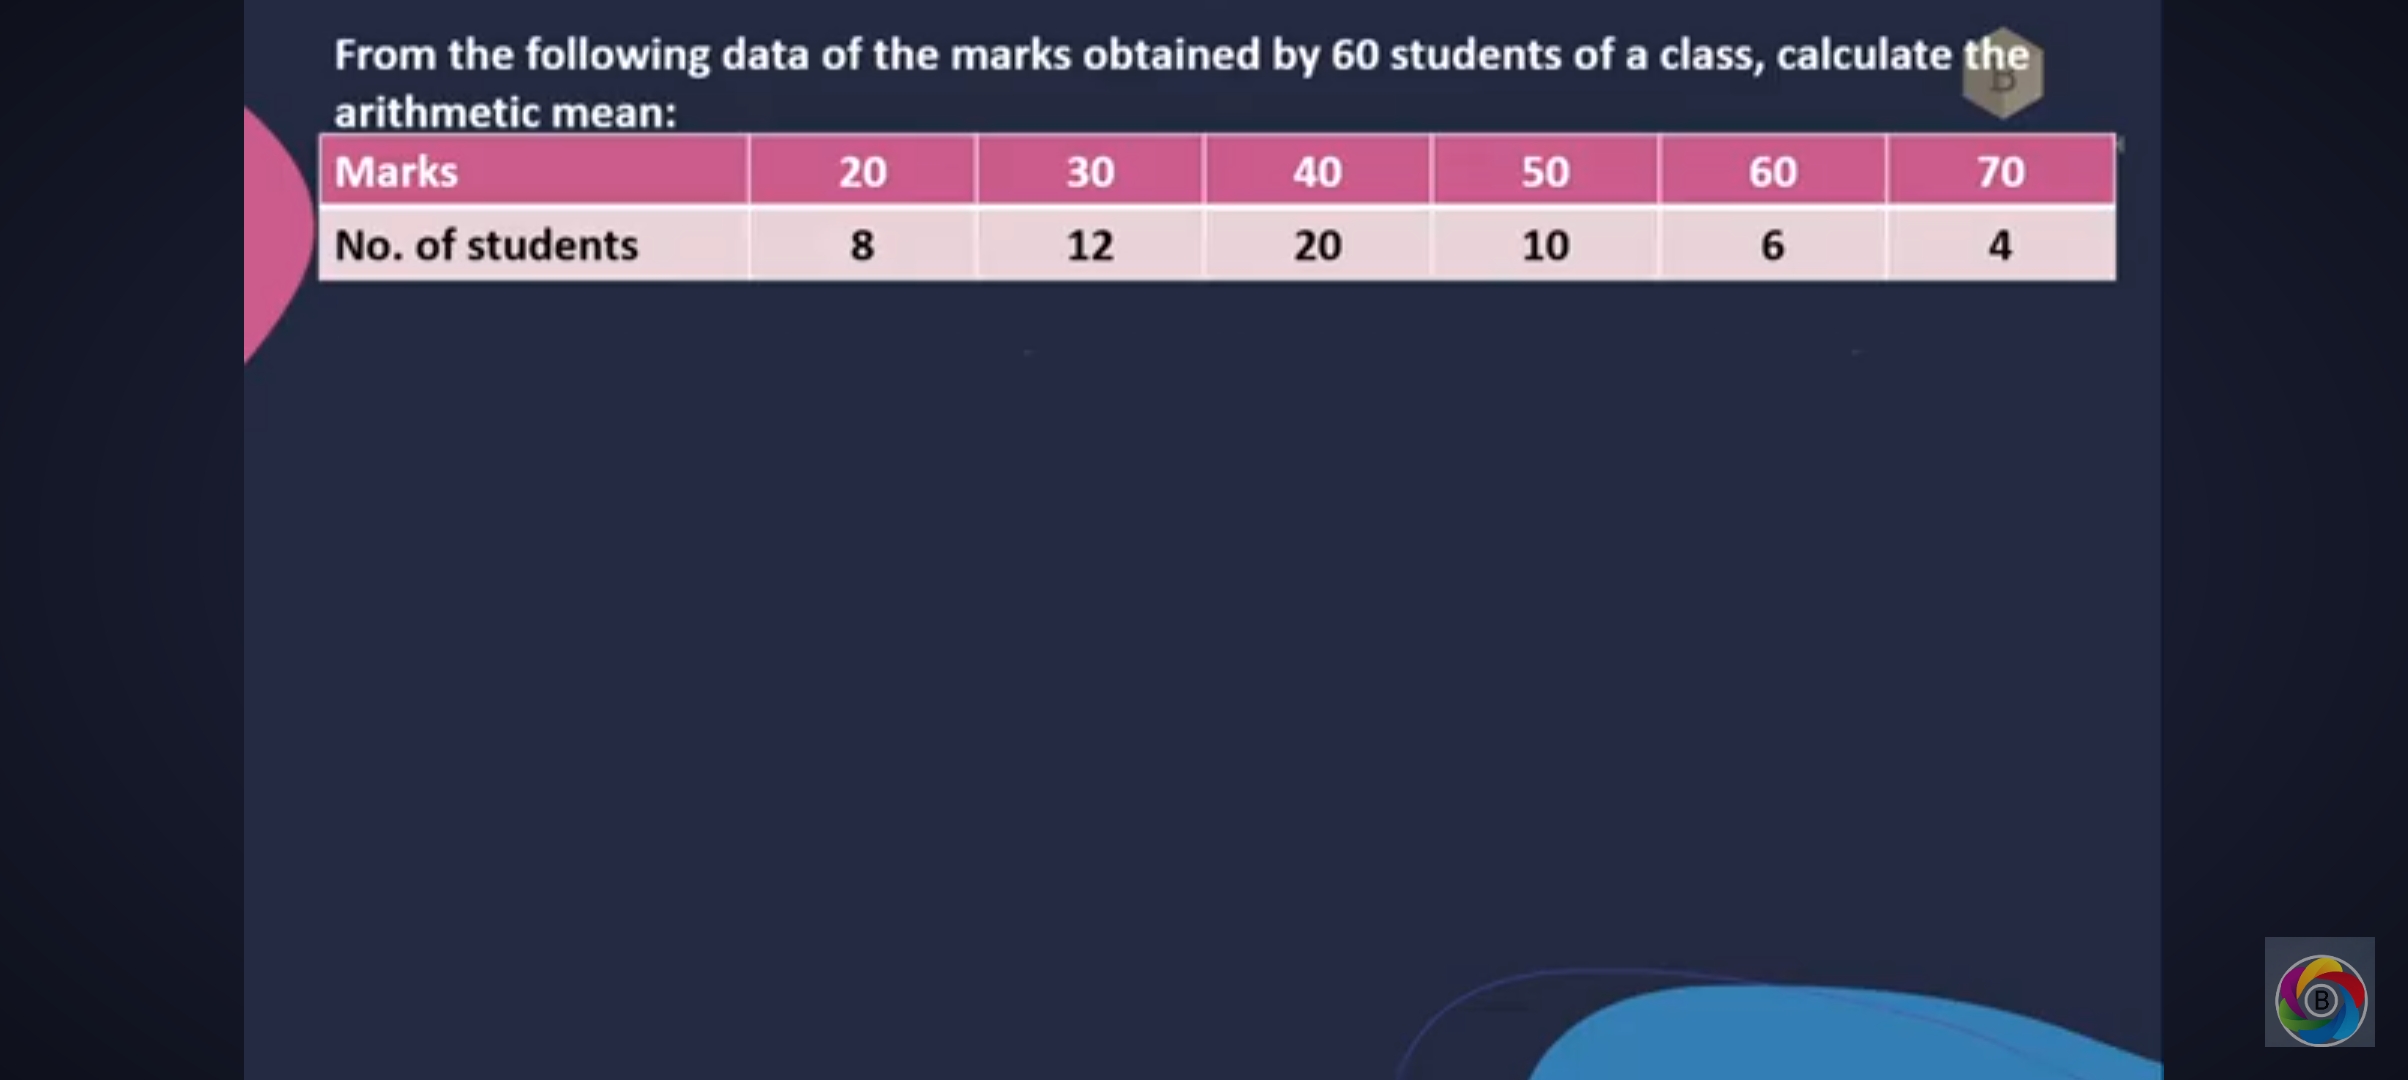 From the following data of the marks obtained by 60 students of a class, calculate the
arithmetic mean:
Marks 20 30 40 50 60 70
No. of students 8 12 20 10 6 4
B
B